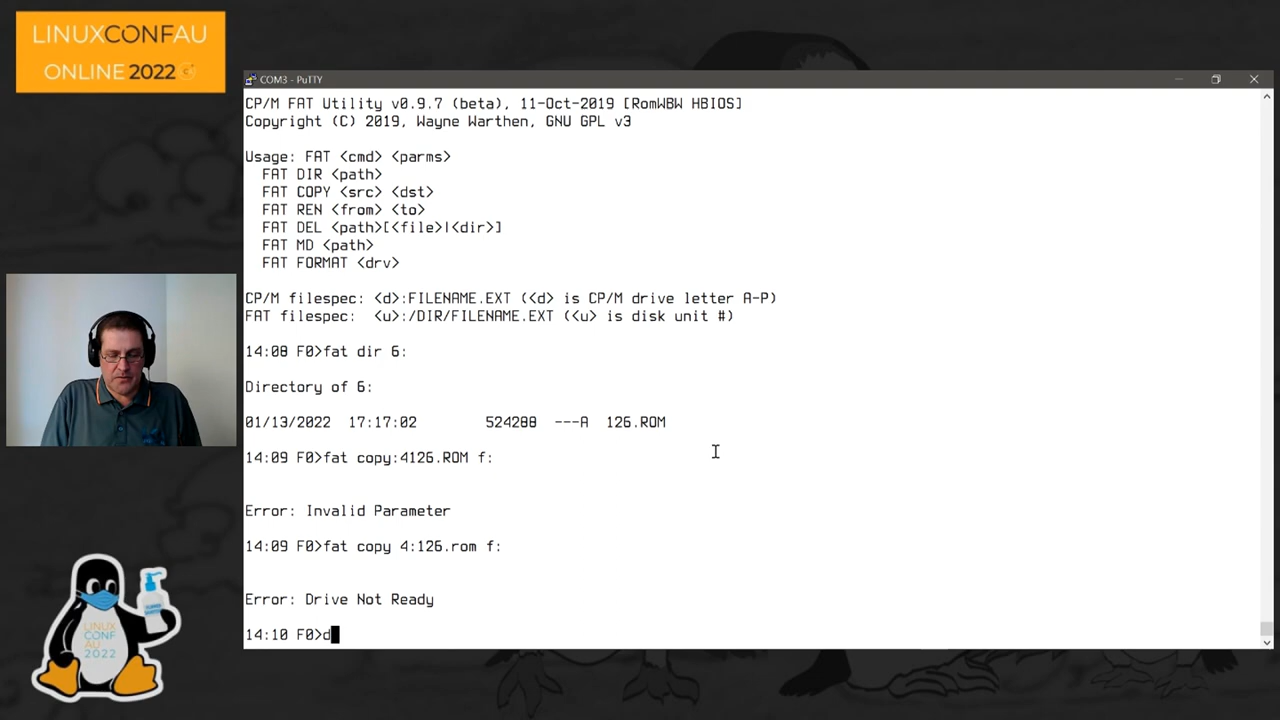 LINUXCONFAU
ONLINE 2022
COM3 - PuTTY
CP/M FAT Utility v0.9.7 (beta), 11-Oct-2019 [RomWBW HBIOS]
Copyright (C) 2019, Wayne Warthen, GNU GPL v3
Usage: FAT <cmd> <parms>
FAT DIR <path>
FAT COPY <src> <dst>
FAT REN <from> <to>
FAT DEL <path>[<file>|<dir>]
FAT MD <path>
FAT FORMAT <drv>
CP/M filespec: <d>:FILENAME.EXT (<d> is CP/M drive letter A-P)
FAT filespec: <u>:/DIR/FILENAME.EXT (<u> is disk unit #)
14:08 F0>fat dir 6:
Directory of 6:
01/13/2022 17:17:02 524288 ---A 126.ROM
14:09 F0>fat copy:4126.ROM f:
Error: Invalid Parameter
14:09 F0>fat copy 4:126.rom f:
Error: Drive Not Ready
14:10 F0>d
LINUX
CONF
AU
2022